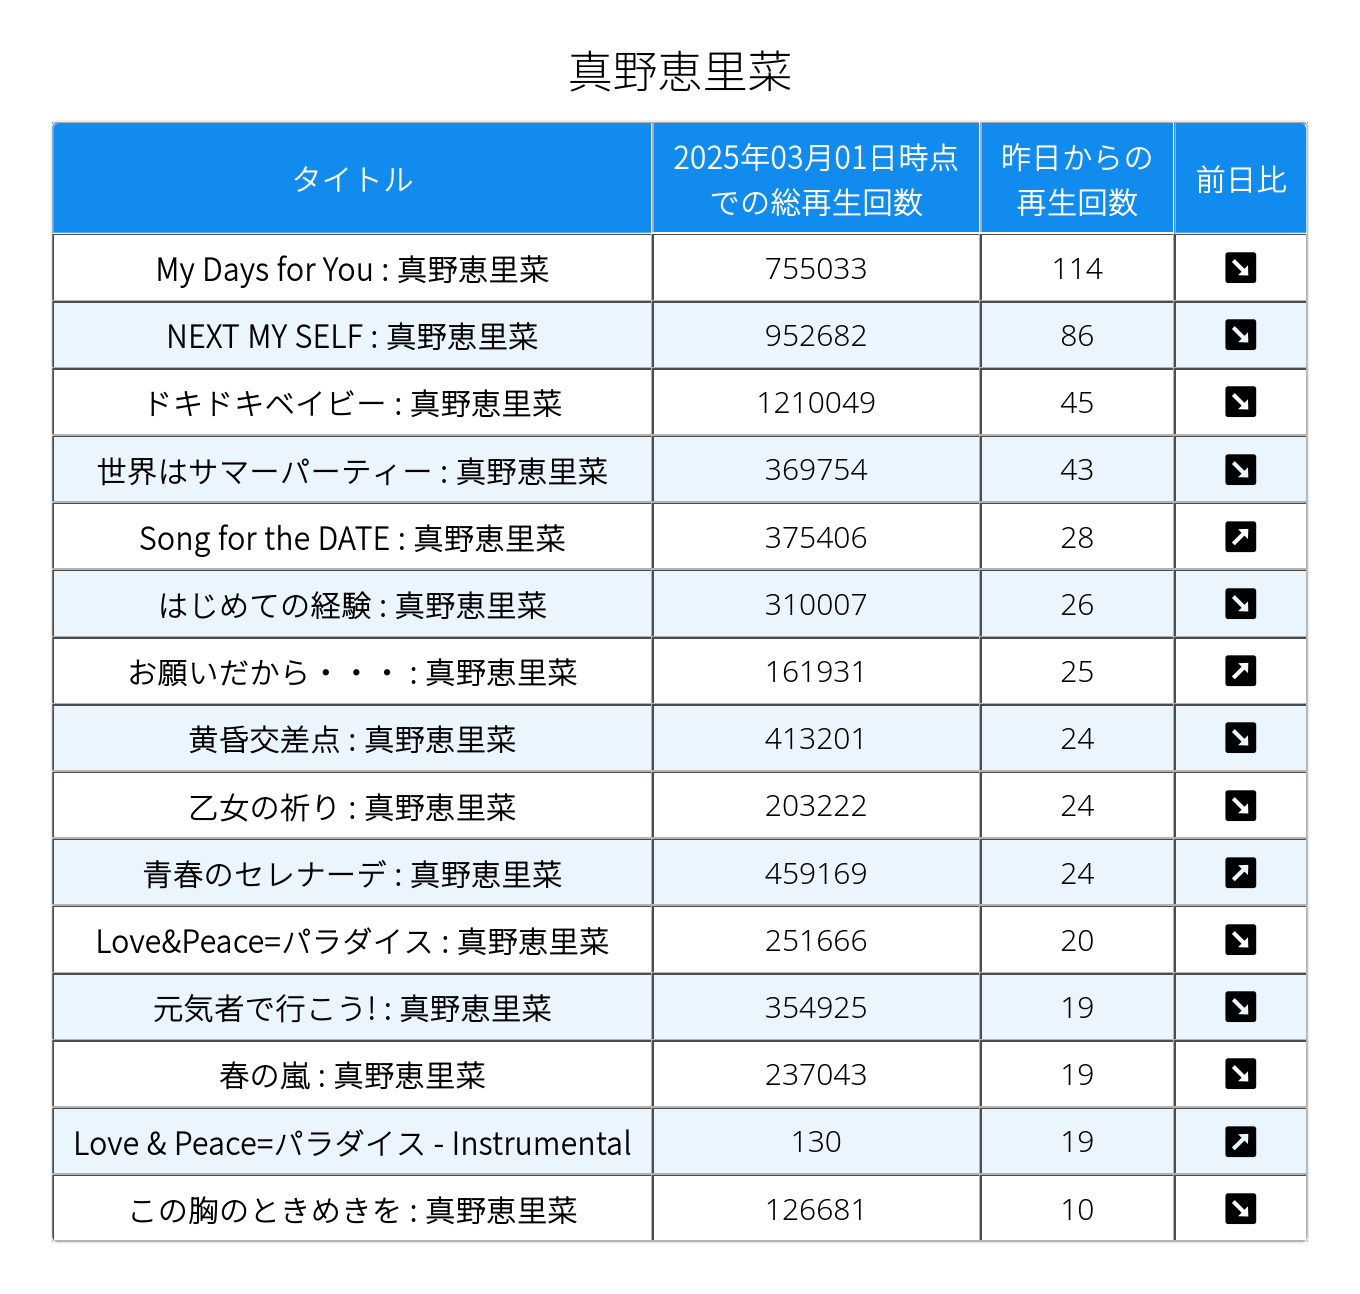 真野恵里菜
タイトル
2025年03月01日時点
での総再生回数
昨日からの
再生回数
前日比
My Days for You : 真野恵里菜 755033 114 ↘
NEXT MY SELF : 真野恵里菜 952682 86 ↘
ドキドキベイビー : 真野恵里菜 1210049 45 ↘
世界はサマーパーティー : 真野恵里菜 369754 43 ↘
Song for the DATE : 真野恵里菜 375406 28 ↗
はじめての経験 : 真野恵里菜 310007 26 ↘
お願いだから・・・ : 真野恵里菜 161931 25 ↗
黄昏交差点 : 真野恵里菜 413201 24 ↘
乙女の祈り : 真野恵里菜 203222 24 ↘
青春のセレナーデ : 真野恵里菜 459169 24 ↗
Love&Peace=パラダイス : 真野恵里菜 251666 20 ↘
元気者で行こう! : 真野恵里菜 354925 19 ↘
春の嵐 : 真野恵里菜 237043 19 ↘
Love & Peace=パラダイス - Instrumental 130 19 ↗
この胸のときめきを : 真野恵里菜 126681 10 ↘